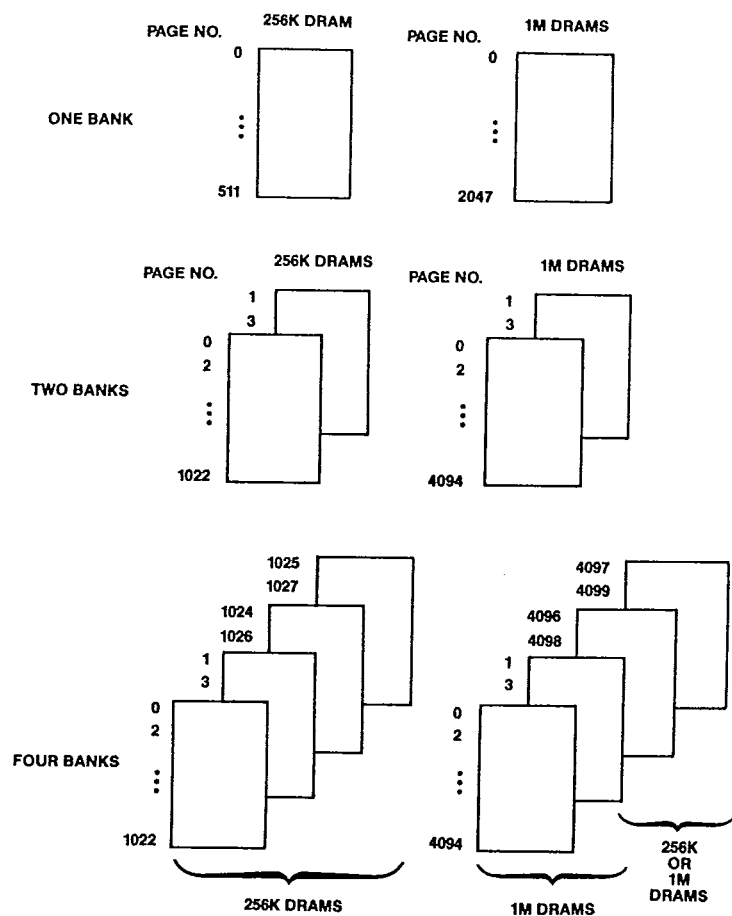 256K DRAM
1M DRAMS
PAGE NO.
PAGE NO.
0
0
ONE BANK
511
2047
256K DRAMS
1M DRAMS
PAGE NO.
PAGE NO.
1
3
0
2
1
3
0
2
TWO BANKS
1022
4094
1025
1027
1024
1026
1
3
0
2
4097
4099
4096
4098
1
3
0
2
FOUR BANKS
1022
4094
256K DRAMS
1M DRAMS
256K
OR
1M
DRAMS